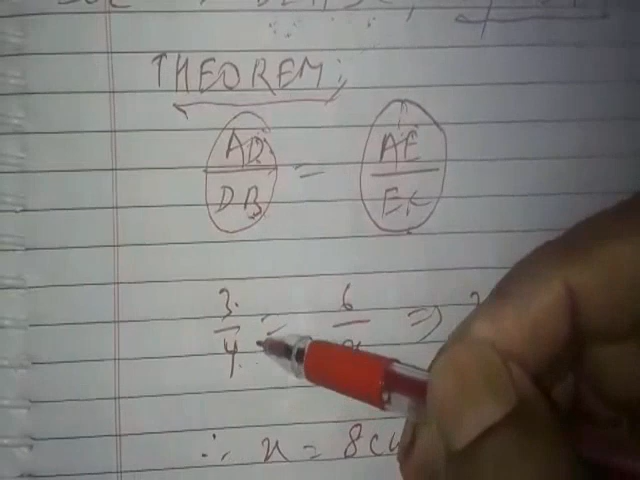 THEOREM:
AD/DB = AE/EC
3/4 = 6/x ⇒
∴ x = 8cm